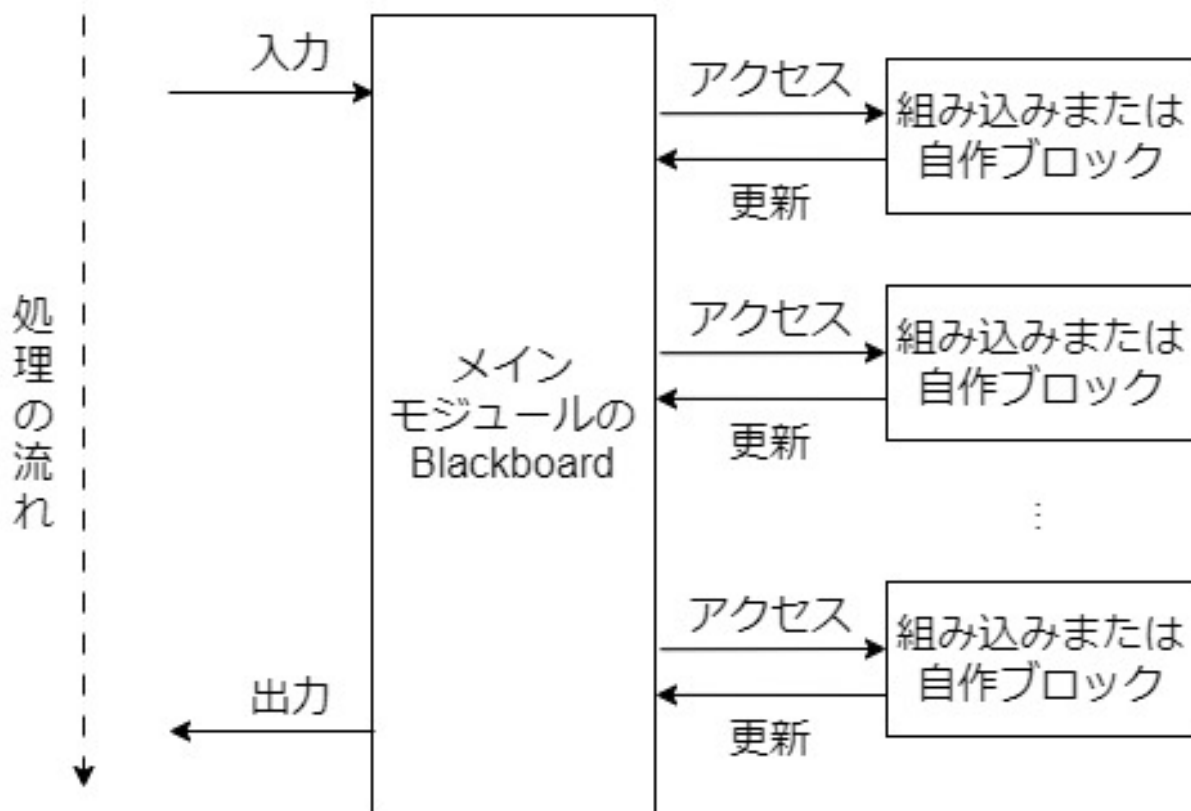 入力
アクセス
組み込みまたは
自作ブロック
更新
アクセス
組み込みまたは
自作ブロック
更新
処理の流れ
メイン
モジュールの
Blackboard
⋮
アクセス
組み込みまたは
自作ブロック
更新
出力